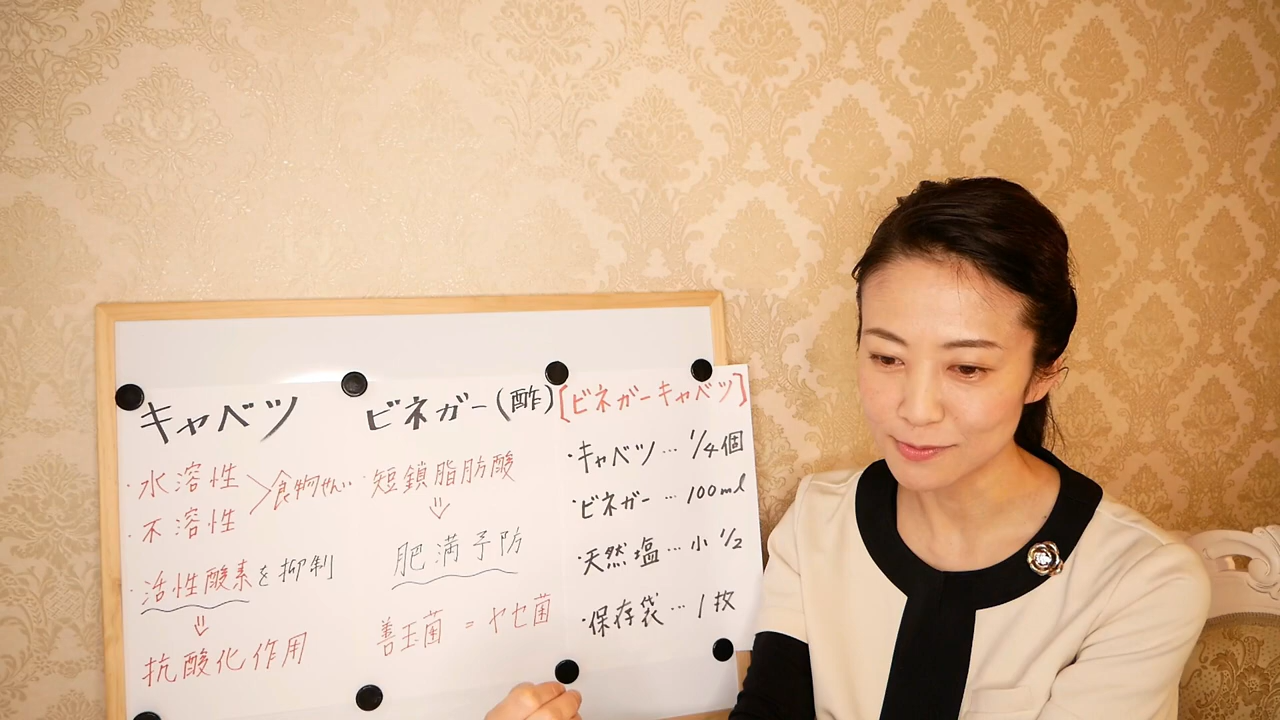 キャベツ
・水溶性
・不溶性
>食物せんい
活性酸素を抑制
⇓
抗酸化作用
ビネガー(酢)
・短鎖脂肪酸
⇓
肥満予防
善玉菌=ヤセ菌
[ビネガーキャベツ]
・キャベツ…1/4個
・ビネガー…100ml
・天然塩…小1/2
・保存袋…1枚